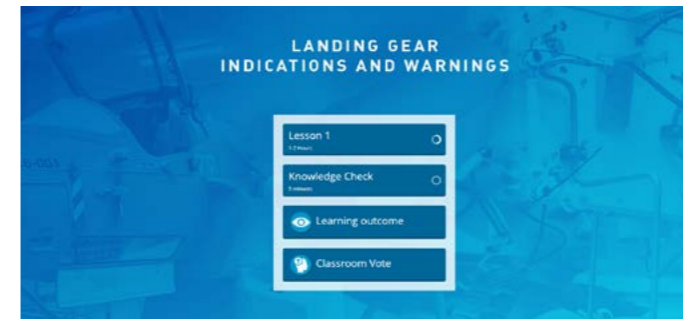 LANDING GEAR
INDICATIONS AND WARNINGS
Lesson 1
Knowledge Check
Learning outcome
Classroom Vote